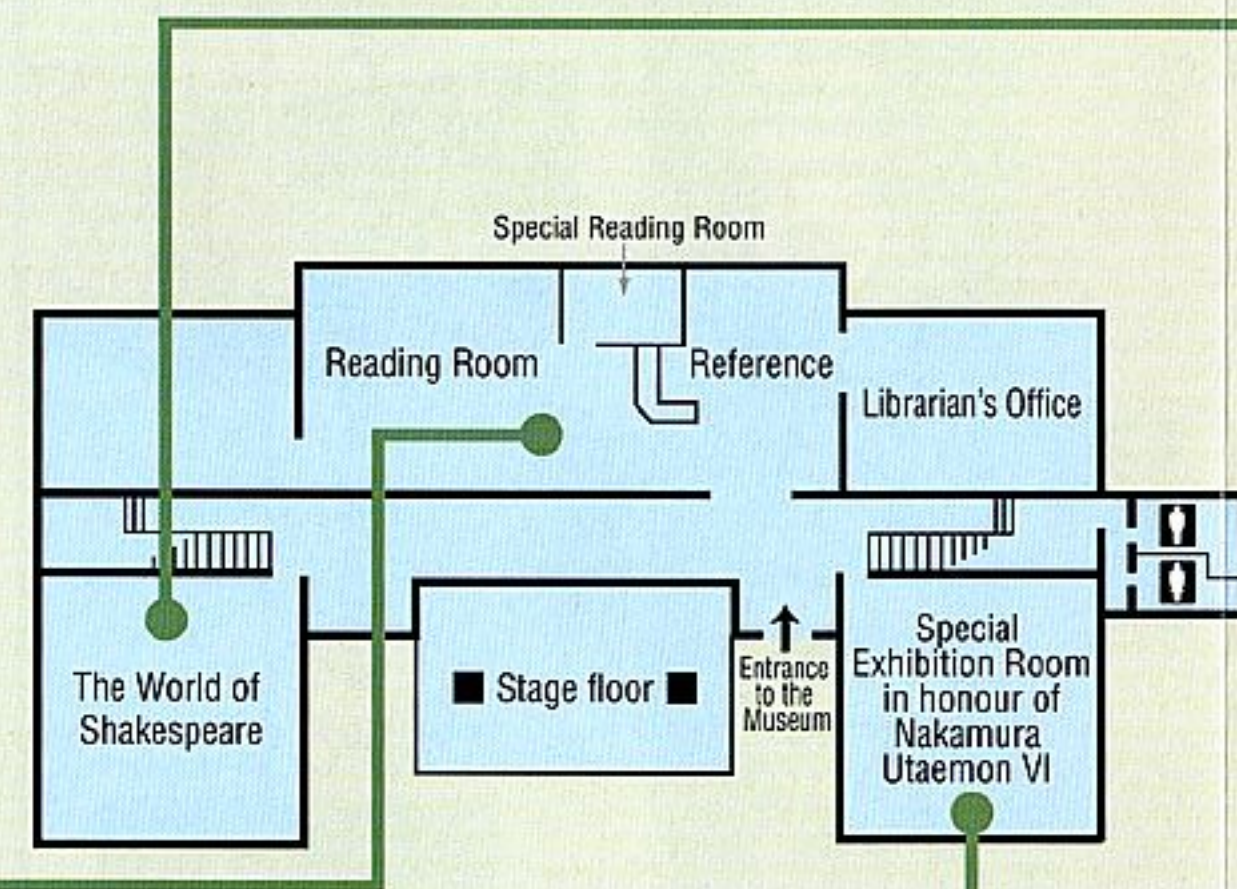 Special Reading Room
Reading Room
Reference
Librarian's Office
The World of
Shakespeare
Stage floor
Entrance
to the
Museum
Special
Exhibition Room
in honour of
Nakamura
Utaemon VI